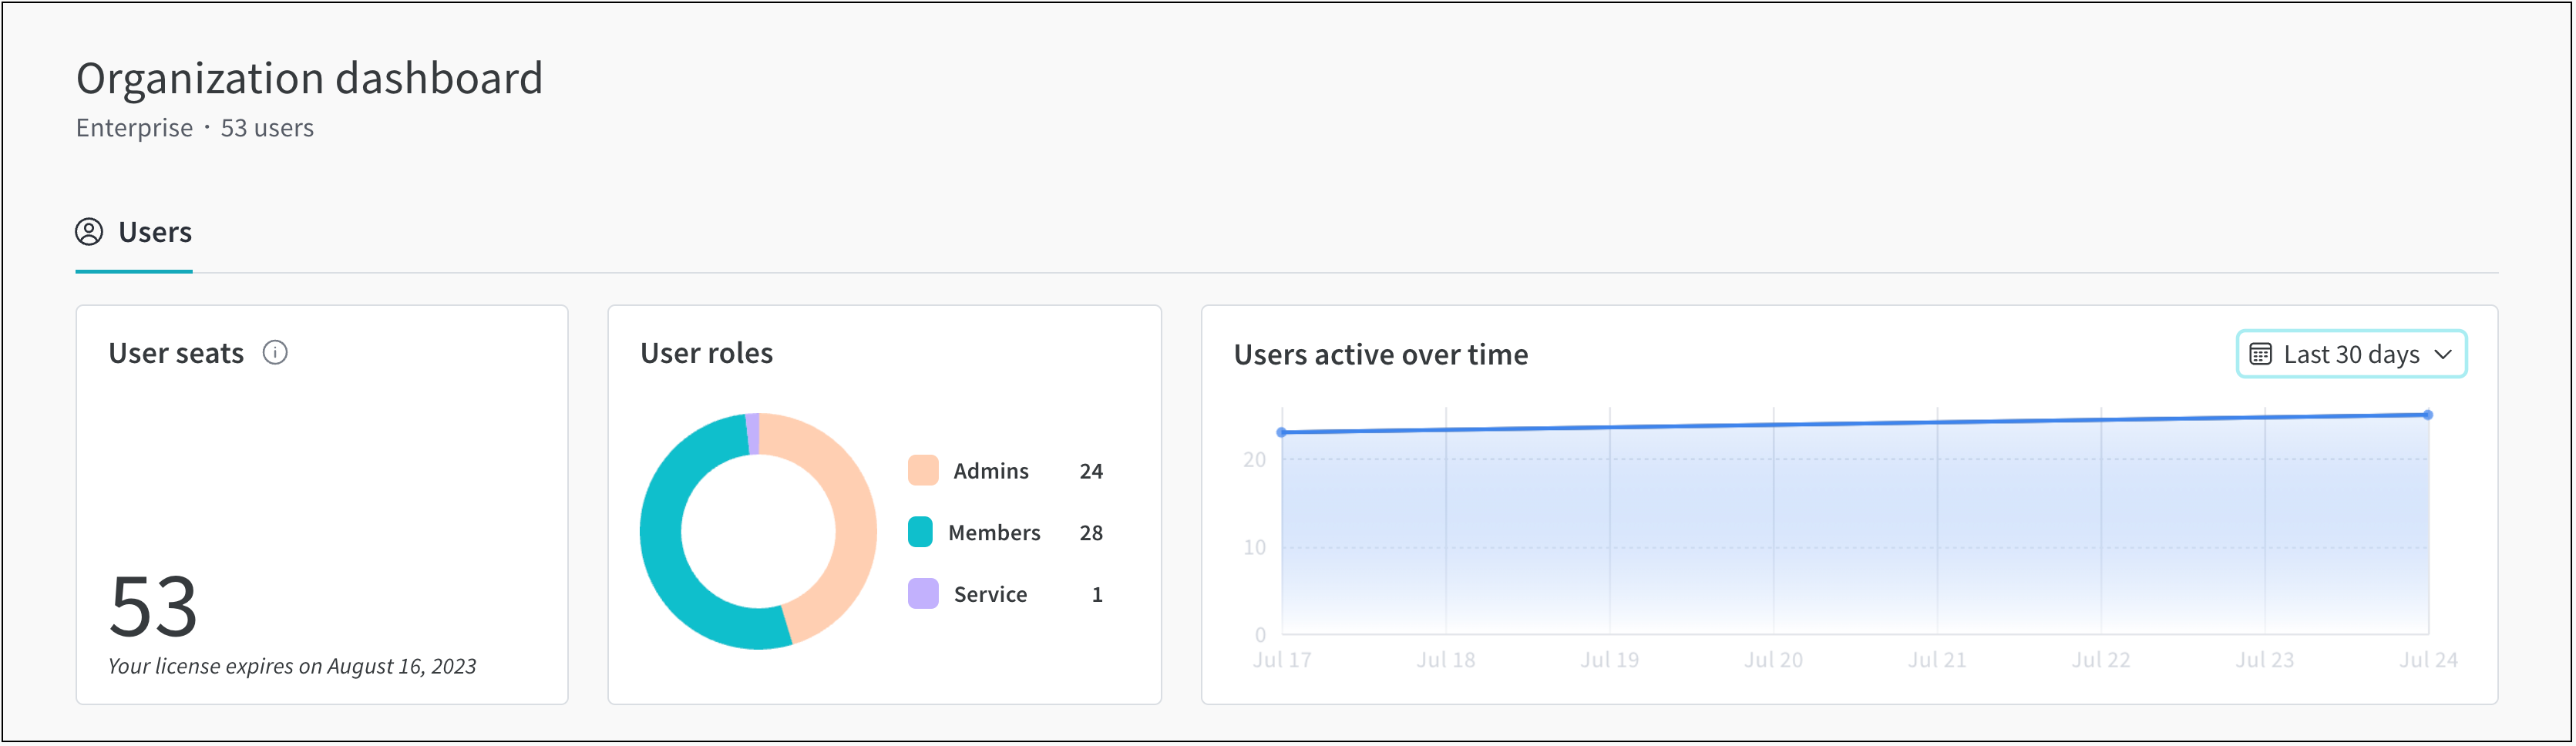 Organization dashboard
Enterprise · 53 users
Users
User seats
53
Your license expires on August 16, 2023
User roles
Admins 24
Members 28
Service 1
Users active over time
Last 30 days
20
10
0
Jul 17 Jul 18 Jul 19 Jul 20 Jul 21 Jul 22 Jul 23 Jul 24